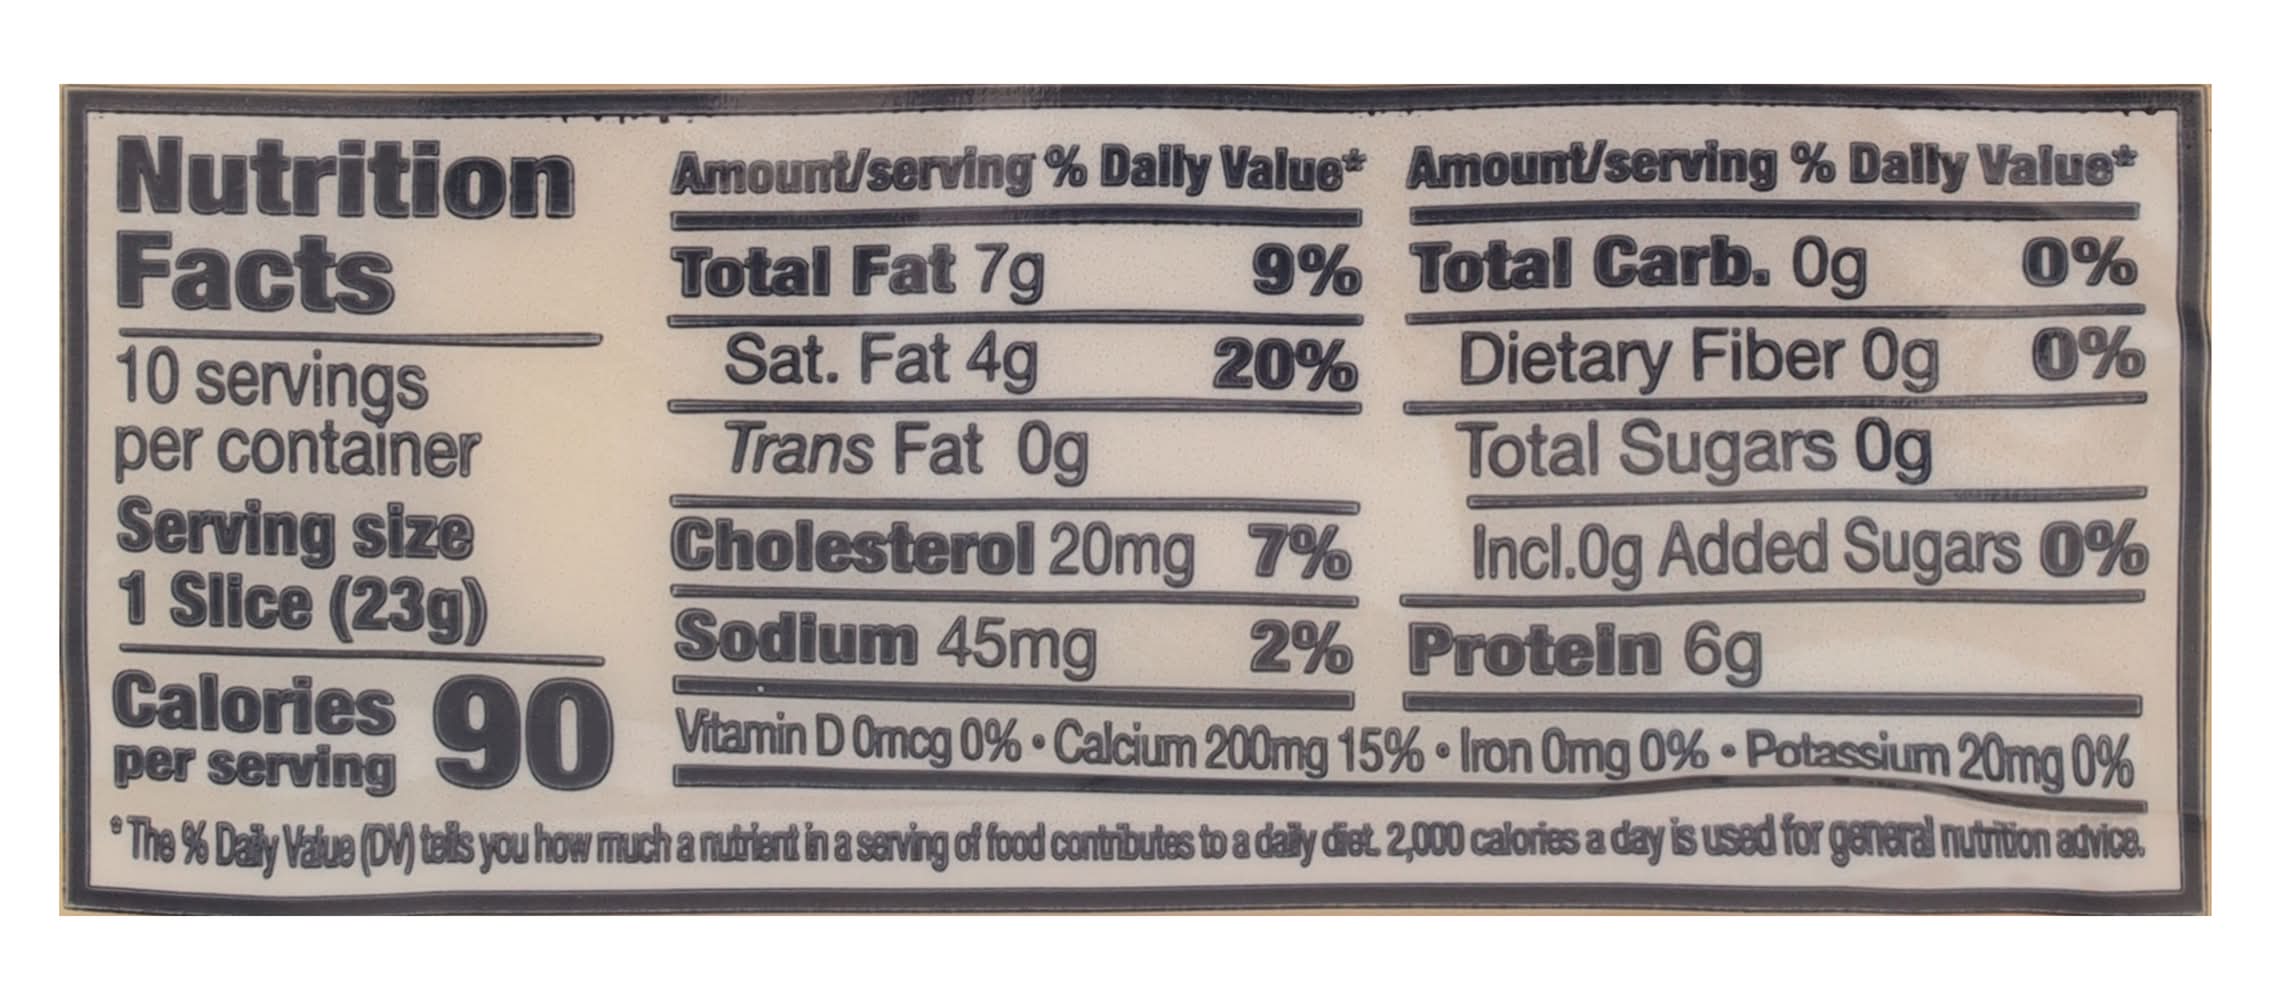 Nutrition
Facts
10 servings
per container
Serving size
1 Slice (23g)
Calories
per serving
90
Amount/serving % Daily Value*
Total Fat 7g 9%
Sat. Fat 4g 20%
Trans Fat 0g
Cholesterol 20mg 7%
Sodium 45mg 2%
Amount/serving % Daily Value*
Total Carb. 0g 0%
Dietary Fiber 0g 0%
Total Sugars 0g
Incl.0g Added Sugars 0%
Protein 6g
Vitamin D 0mcg 0% • Calcium 200mg 15% • Iron 0mg 0% • Potassium 20mg 0%
*The % Daily Value (DV) tells you how much a nutrient in a serving of food contributes to a daily diet. 2,000 calories a day is used for general nutrition advice.